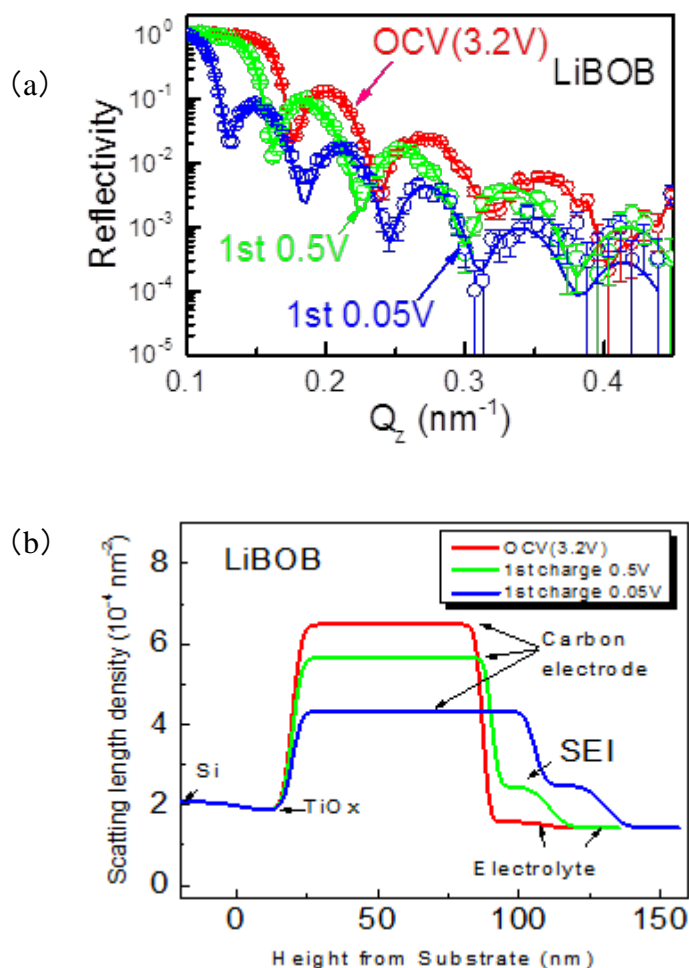 (a)
10⁰
10⁻¹
10⁻²
10⁻³
10⁻⁴
10⁻⁵
Reflectivity
OCV(3.2V)
LiBOB
1st 0.5V
1st 0.05V
0.1 0.2 0.3 0.4
Q_z (nm⁻¹)
(b)
8
6
4
2
0
Scatting length density (10⁻⁴ nm⁻²)
LiBOB
OCV(3.2V)
1st charge 0.5V
1st charge 0.05V
Carbon
electrode
SEI
Si
TiOx
Electrolyte
0 50 100 150
Height from Substrate (nm)